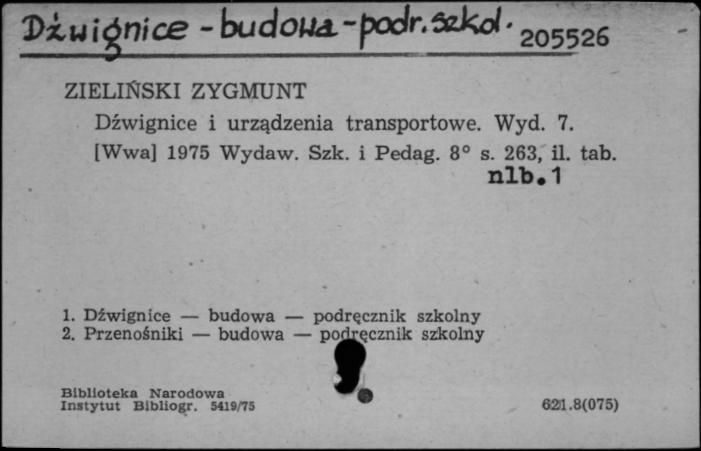 Dźwignice - budowa - podr. szkol. 205526
ZIELIŃSKI ZYGMUNT
Dźwignice i urządzenia transportowe. Wyd. 7.
[Wwa] 1975 Wydaw. Szk. i Pedag. 8° s. 263, il. tab.
nlb.1
1. Dźwignice — budowa — podręcznik szkolny
2. Przenośniki — budowa — podręcznik szkolny
Biblioteka Narodowa
Instytut Bibliogr. 5419/75 621.8(075)